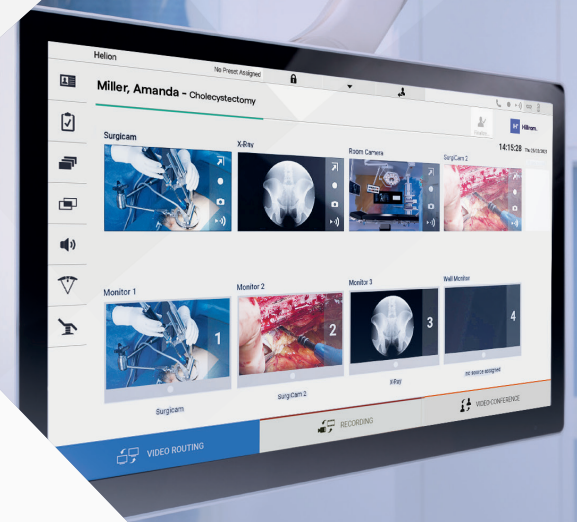 Helion
No Preset Assigned
Miller, Amanda - Cholecystectomy
Hillrom.
14:15:28
Surgicam
X-Ray
Room Camera
SurgiCam 2
Monitor 1
Monitor 2
Monitor 3
Wall Monitor
1
2
3
4
Surgicam
SurgiCam 2
X-Ray
no source assigned
VIDEO ROUTING
RECORDING
VIDEO CONFERENCE